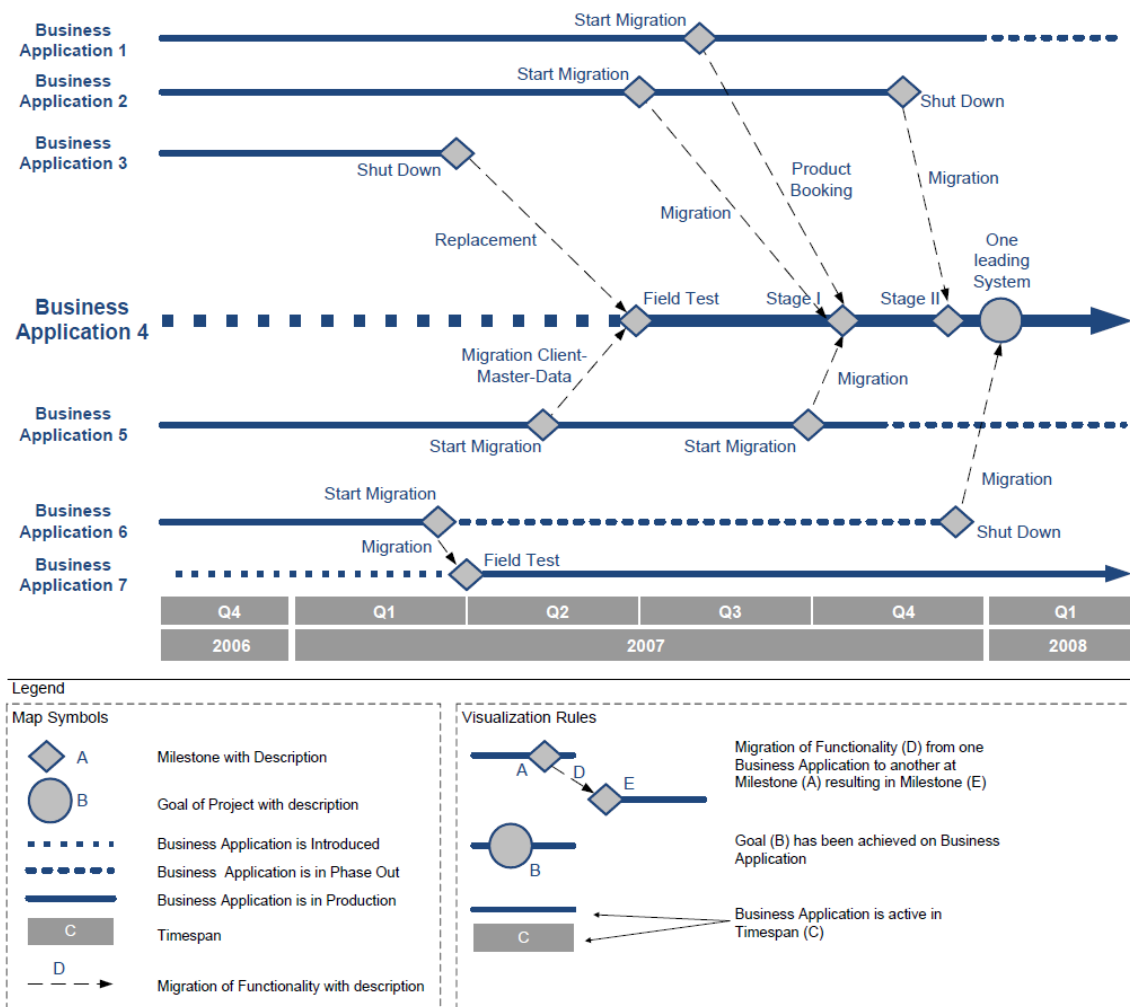 Start Migration
Business
Application 1
Start Migration
Business
Application 2
Shut Down
Business
Application 3
Shut Down
Product
Booking
Migration
Migration
Replacement
One
leading
System
Business
Application 4
Field Test
Stage I
Stage II
Migration Client-
Master-Data
Migration
Business
Application 5
Start Migration
Start Migration
Migration
Start Migration
Business
Application 6
Shut Down
Migration
Field Test
Business
Application 7
Q4
Q1
Q2
Q3
Q4
Q1
2006
2007
2008
Legend
Map Symbols
A
Milestone with Description
B
Goal of Project with description
Business Application is Introduced
Business Application is in Phase Out
Business Application is in Production
C
Timespan
D
Migration of Functionality with description
Visualization Rules
A
D
E
Migration of Functionality (D) from one
Business Application to another at
Milestone (A) resulting in Milestone (E)
B
Goal (B) has been achieved on Business
Application
C
Business Application is active in
Timespan (C)